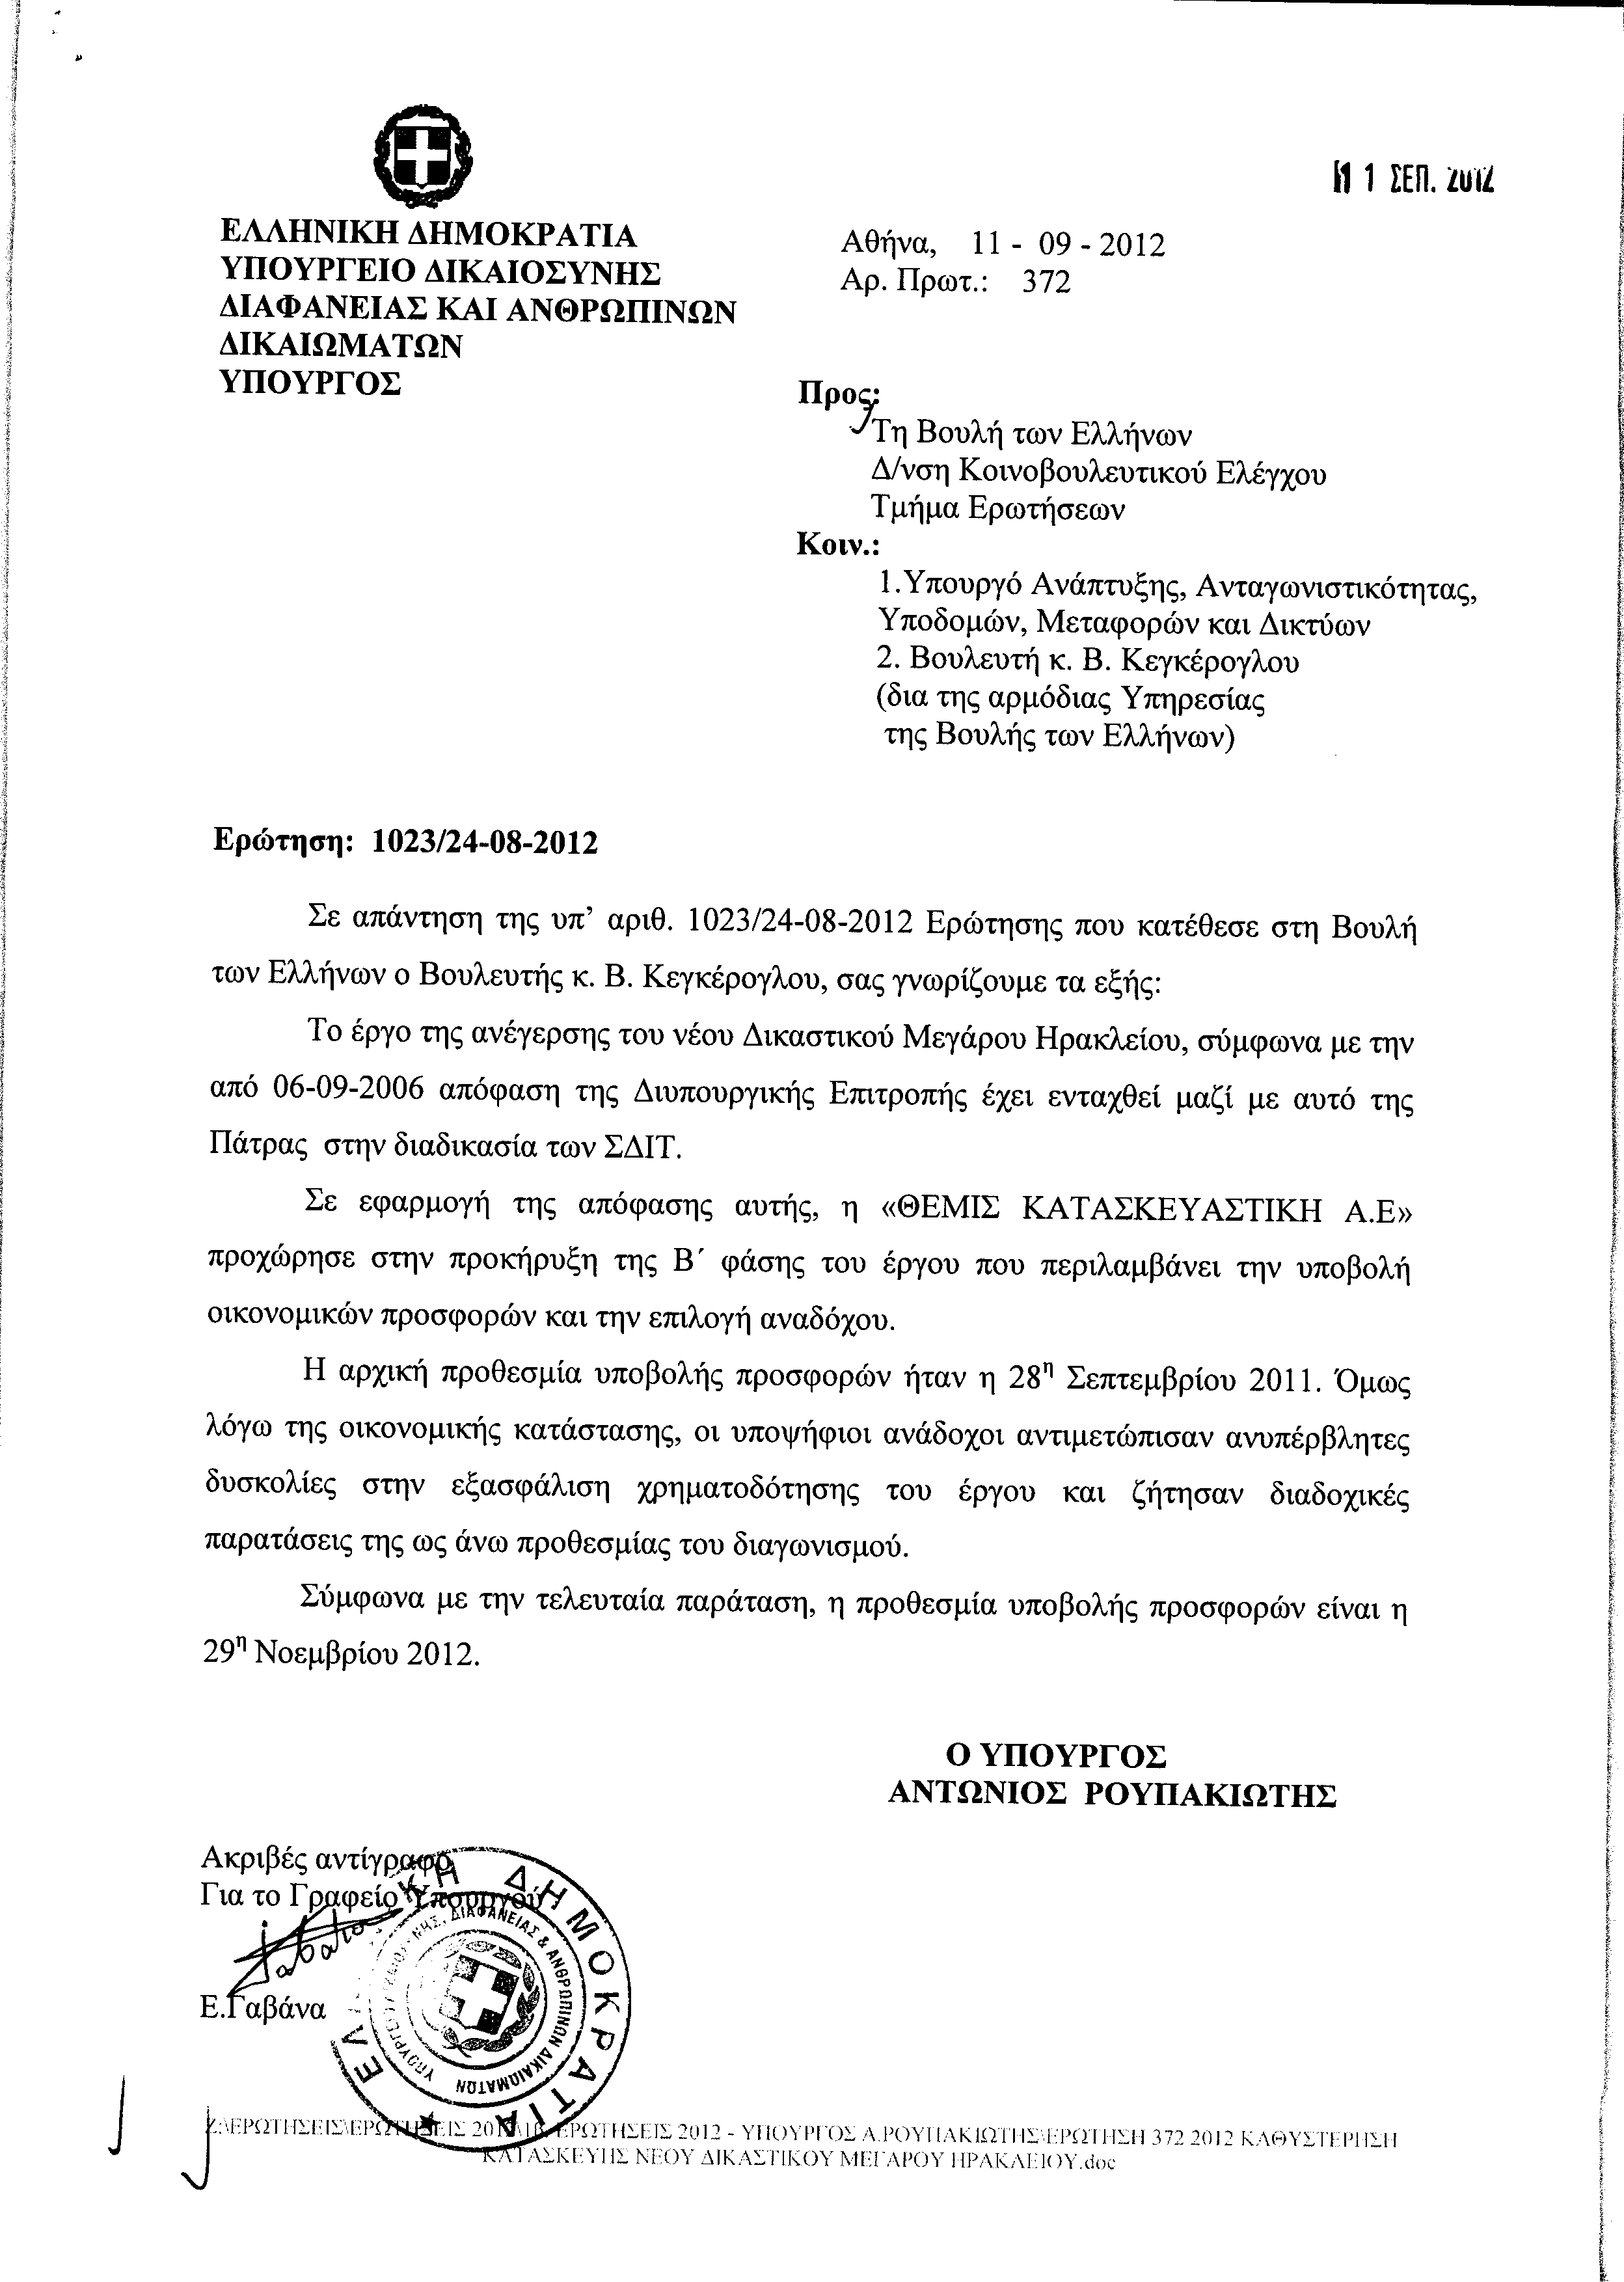 11 ΣΕΠ. 2012
ΕΛΛΗΝΙΚΗ ΔΗΜΟΚΡΑΤΙΑ
ΥΠΟΥΡΓΕΙΟ ΔΙΚΑΙΟΣΥΝΗΣ
ΔΙΑΦΑΝΕΙΑΣ ΚΑΙ ΑΝΘΡΩΠΙΝΩΝ
ΔΙΚΑΙΩΜΑΤΩΝ
ΥΠΟΥΡΓΟΣ
Αθήνα, 11 - 09 - 2012
Αρ. Πρωτ.: 372
Προς:
Τη Βουλή των Ελλήνων
Δ/νση Κοινοβουλευτικού Ελέγχου
Τμήμα Ερωτήσεων
Κοιν.:
1.Υπουργό Ανάπτυξης, Ανταγωνιστικότητας,
Υποδομών, Μεταφορών και Δικτύων
2. Βουλευτή κ. Β. Κεγκέρογλου
(δια της αρμόδιας Υπηρεσίας
της Βουλής των Ελλήνων)
Ερώτηση: 1023/24-08-2012
Σε απάντηση της υπ’ αριθ. 1023/24-08-2012 Ερώτησης που κατέθεσε στη Βουλή
των Ελλήνων ο Βουλευτής κ. Β. Κεγκέρογλου, σας γνωρίζουμε τα εξής:
Το έργο της ανέγερσης του νέου Δικαστικού Μεγάρου Ηρακλείου, σύμφωνα με την
από 06-09-2006 απόφαση της Διυπουργικής Επιτροπής έχει ενταχθεί μαζί με αυτό της
Πάτρας στην διαδικασία των ΣΔΙΤ.
Σε εφαρμογή της απόφασης αυτής, η «ΘΕΜΙΣ ΚΑΤΑΣΚΕΥΑΣΤΙΚΗ Α.Ε»
προχώρησε στην προκήρυξη της Β΄ φάσης του έργου που περιλαμβάνει την υποβολή
οικονομικών προσφορών και την επιλογή αναδόχου.
Η αρχική προθεσμία υποβολής προσφορών ήταν η 28η Σεπτεμβρίου 2011. Όμως
λόγω της οικονομικής κατάστασης, οι υποψήφιοι ανάδοχοι αντιμετώπισαν ανυπέρβλητες
δυσκολίες στην εξασφάλιση χρηματοδότησης του έργου και ζήτησαν διαδοχικές
παρατάσεις της ως άνω προθεσμίας του διαγωνισμού.
Σύμφωνα με την τελευταία παράταση, η προθεσμία υποβολής προσφορών είναι η
29η Νοεμβρίου 2012.
Ο ΥΠΟΥΡΓΟΣ
ΑΝΤΩΝΙΟΣ ΡΟΥΠΑΚΙΩΤΗΣ
Ακριβές αντίγραφο
Για το Γραφείο Υπουργού
Ε.Γαβάνα
ΔΗΜΟΚΡΑΤΙΑ
ΔΙΑΦΑΝΕΙΑΣ & ΑΝΘΡΩΠΙΝΩΝ ΔΙΚΑΙΩΜΑΤΩΝ
ΕΡΩΤΗΣΕΙΣ 2012 - ΥΠΟΥΡΓΟΣ Α.ΡΟΥΠΑΚΙΩΤΗΣ\ΕΡΩΤΗΣΗ 372 2012 ΚΑΘΥΣΤΕΡΗΣΗ
ΚΑΤΑΣΚΕΥΗΣ ΝΕΟΥ ΔΙΚΑΣΤΙΚΟΥ ΜΕΓΑΡΟΥ ΗΡΑΚΛΕΙΟΥ.doc